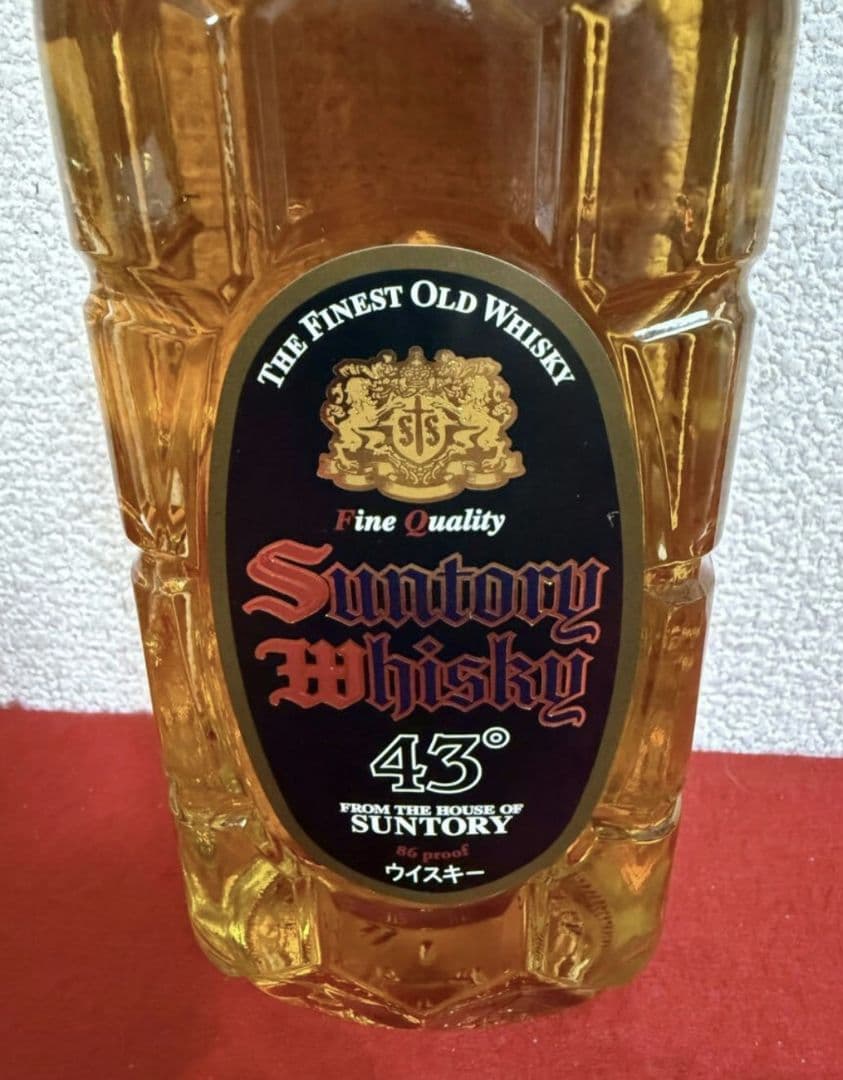 THE FINEST OLD WHISKY
STS
Fine Quality
Suntory
Whisky
43°
FROM THE HOUSE OF
SUNTORY
86 proof
ウイスキー